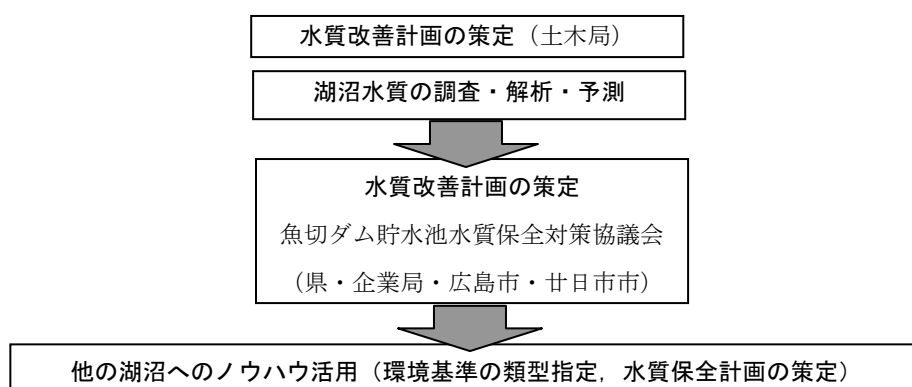 水質改善計画の策定（土木局）
湖沼水質の調査・解析・予測
水質改善計画の策定
魚切ダム貯水池水質保全対策協議会
（県・企業局・広島市・廿日市市）
他の湖沼へのノウハウ活用（環境基準の類型指定，水質保全計画の策定）